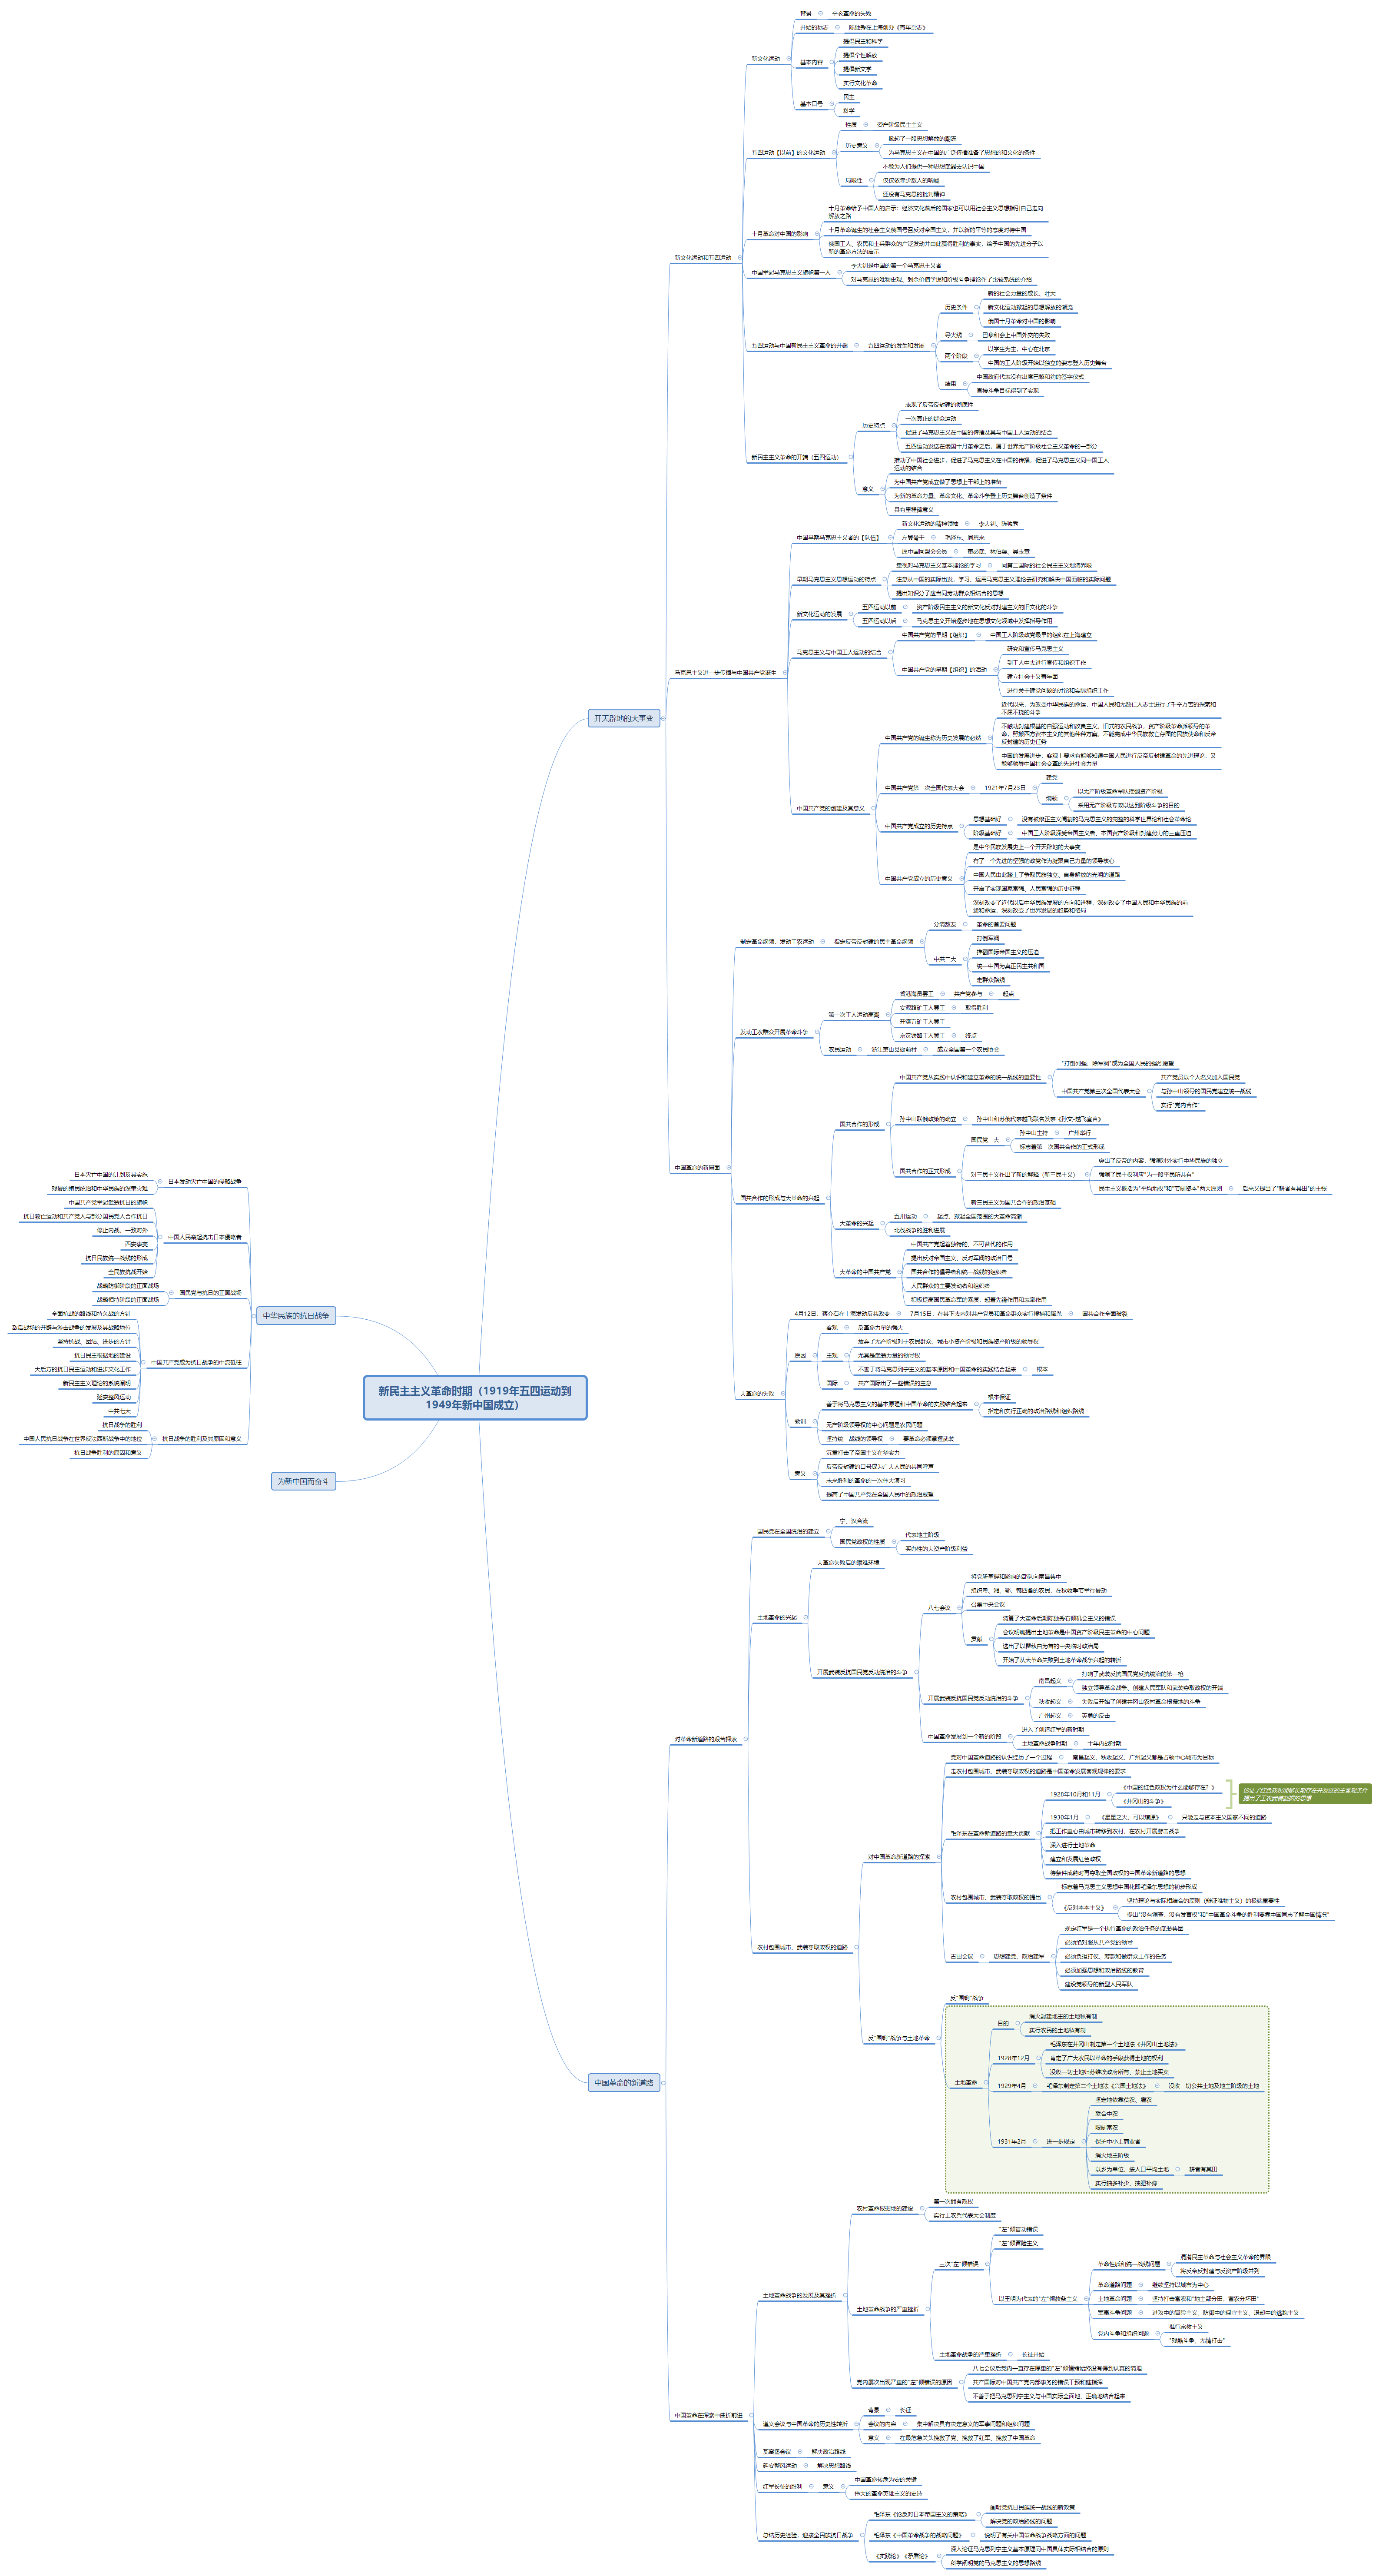 新民主主义革命时期（1919年五四运动到
1949年新中国成立）
开天辟地的大事变
新文化运动和五四运动
新文化运动
背景
辛亥革命的失败
开始的标志
陈独秀在上海创办《青年杂志》
基本内容
提倡民主和科学
提倡个性解放
提倡新文学
实行文化革命
基本口号
民主
科学
五四运动【以前】的文化运动
性质
资产阶级民主主义
历史意义
掀起了一股思想解放的潮流
为马克思主义在中国的广泛传播准备了思想的和文化的条件
局限性
不能为人们提供一种思想武器去认识中国
仅仅依靠少数人的呐喊
还没有马克思的批判精神
十月革命对中国的影响
十月革命给予中国人的启示：经济文化落后的国家也可以用社会主义思想指引自己走向
解放之路
十月革命诞生的社会主义俄国号召反对帝国主义，并以新的平等的态度对待中国
俄国工人、农民和士兵群众的广泛发动并由此赢得胜利的事实，给予中国的先进分子以
新的革命方法的启示
中国举起马克思主义旗帜第一人
李大钊是中国的第一个马克思主义者
对马克思的唯物史观、剩余价值学说和阶级斗争理论作了比较系统的介绍
五四运动与中国新民主主义革命的开端
五四运动的发生和发展
历史条件
新的社会力量的成长、壮大
新文化运动掀起的思想解放的潮流
俄国十月革命对中国的影响
导火线
巴黎和会上中国外交的失败
两个阶段
以学生为主，中心在北京
中国的工人阶级开始以独立的姿态登入历史舞台
结果
中国政府代表没有出席巴黎和约的签字仪式
直接斗争目标得到了实现
新民主主义革命的开端（五四运动）
历史特点
表现了反帝反封建的彻底性
一次真正的群众运动
促进了马克思主义在中国的传播及其与中国工人运动的结合
五四运动发送在俄国十月革命之后，属于世界无产阶级社会主义革命的一部分
意义
推动了中国社会进步，促进了马克思主义在中国的传播，促进了马克思主义同中国工人
运动的结合
为中国共产党成立做了思想上干部上的准备
为新的革命力量、革命文化、革命斗争登上历史舞台创造了条件
具有里程碑意义
马克思主义进一步传播与中国共产党诞生
中国早期马克思主义者的【队伍】
新文化运动的精神领袖
李大钊、陈独秀
左翼骨干
毛泽东、周恩来
原中国同盟会会员
董必武、林伯渠、吴玉章
早期马克思主义思想运动的特点
重视对马克思主义基本理论的学习
同第二国际的社会民主主义划清界限
注意从中国的实际出发，学习、运用马克思主义理论去研究和解决中国面临的实际问题
提出知识分子应当同劳动群众相结合的思想
新文化运动的发展
五四运动以前
资产阶级民主主义的新文化反对封建主义的旧文化的斗争
五四运动以后
马克思主义开始逐步地在思想文化领域中发挥指导作用
马克思主义与中国工人运动的结合
中国共产党的早期【组织】
中国工人阶级政党最早的组织在上海建立
中国共产党的早期【组织】的活动
研究和宣传马克思主义
到工人中去进行宣传和组织工作
建立社会主义青年团
进行关于建党问题的讨论和实际组织工作
中国共产党的创建及其意义
中国共产党的诞生称为历史发展的必然
近代以来，为改变中华民族的命运，中国人民和无数仁人志士进行了千辛万苦的探索和
不屈不挠的斗争
不触动封建根基的自强运动和改良主义，旧式的农民战争，资产阶级革命派领导的革
命，照搬西方资本主义的其他种种方案，不能完成中华民族救亡存图的民族使命和反帝
反封建的历史任务
中国的发展进步，客观上要求有能够知道中国人民进行反帝反封建革命的先进理论，又
能够领导中国社会变革的先进社会力量
中国共产党第一次全国代表大会
1921年7月23日
建党
纲领
以无产阶级革命军队推翻资产阶级
采用无产阶级专政以达到阶级斗争的目的
中国共产党成立的历史特点
思想基础好
没有被修正主义阉割的马克思主义的完整的科学世界论和社会革命论
阶级基础好
中国工人阶级深受帝国主义者、本国资产阶级和封建势力的三重压迫
中国共产党成立的历史意义
是中华民族发展史上一个开天辟地的大事变
有了一个先进的坚强的政党作为凝聚自己力量的领导核心
中国人民由此踏上了争取民族独立，自身解放的光明的道路
开启了实现国家富强、人民富强的历史征程
深刻改变了近代以后中华民族发展的方向和进程，深刻改变了中国人民和中华民族的前
途和命运，深刻改变了世界发展的趋势和格局
中国革命的新局面
制定革命纲领，发动工农运动
指定反帝反封建的民主革命纲领
分清敌友
革命的首要问题
中共二大
打倒军阀
推翻国际帝国主义的压迫
统一中国为真正民主共和国
走群众路线
发动工农群众开展革命斗争
第一次工人运动高潮
香港海员罢工
共产党参与
起点
安源路矿工人罢工
取得胜利
开滦五矿工人罢工
京汉铁路工人罢工
终点
农民运动
浙江萧山县衙前村
成立全国第一个农民协会
国共合作的形成与大革命的兴起
国共合作的形成
中国共产党从实践中认识和建立革命的统一战线的重要性
“打倒列强、除军阀”成为全国人民的强烈愿望
中国共产党第三次全国代表大会
共产党员以个人名义加入国民党
与孙中山领导的国民党建立统一战线
实行“党内合作”
孙中山联俄政策的确立
孙中山和苏俄代表越飞联名发表《孙文-越飞宣言》
国共合作的正式形成
国民党一大
孙中山主持
广州举行
标志着第一次国共合作的正式形成
对三民主义作出了新的解释（新三民主义）
突出了反帝的内容，强调对外实行中华民族的独立
强调了民主权利应“为一般平民所共有”
民生主义概括为“平均地权”和“节制资本”两大原则
后来又提出了“耕者有其田”的主张
新三民主义为国共合作的政治基础
大革命的兴起
五卅运动
起点，掀起全国范围的大革命高潮
北伐战争的胜利进展
大革命的中国共产党
中国共产党起着独特的、不可替代的作用
提出反对帝国主义、反对军阀的政治口号
国共合作的倡导者和统一战线的组织者
人民群众的主要发动者和组织者
积极提高国民革命军的素质，起着先锋作用和表率作用
大革命的失败
4月12日，蒋介石在上海发动反共政变
7月15日，在其下去内对共产党员和革命群众实行搜捕和屠杀
国共合作全面破裂
原因
客观
反革命力量的强大
主观
放弃了无产阶级对于农民群众、城市小资产阶级和民族资产阶级的领导权
尤其是武装力量的领导权
不善于将马克思列宁主义的基本原因和中国革命的实践结合起来
根本
国际
共产国际出了一些错误的主意
教训
善于将马克思主义的基本原理和中国革命的实践结合起来
根本保证
指定和实行正确的政治路线和组织路线
无产阶级领导权的中心问题是农民问题
坚持统一战线的领导权
要革命必须掌握武装
意义
沉重打击了帝国主义在华实力
反帝反封建的口号成为广大人民的共同呼声
未来胜利的革命的一次伟大演习
提高了中国共产党在全国人民中的政治威望
中国革命的新道路
对革命新道路的艰苦探索
国民党在全国统治的建立
宁、汉合流
国民党政权的性质
代表地主阶级
买办性的大资产阶级利益
土地革命的兴起
大革命失败后的艰难环境
开展武装反抗国民党反动统治的斗争
八七会议
将党所掌握和影响的部队向南昌集中
组织粤、湘、鄂、赣四省的农民，在秋收季节举行暴动
召集中央会议
贡献
清算了大革命后期陈独秀右倾机会主义的错误
会议明确提出土地革命是中国资产阶级民主革命的中心问题
选出了以瞿秋白为首的中央临时政治局
开始了从大革命失败到土地革命战争兴起的转折
开展武装反抗国民党反动统治的斗争
南昌起义
打响了武装反抗国民党反抗统治的第一枪
独立领导革命战争、创建人民军队和武装夺取政权的开端
秋收起义
失败后开始了创建井冈山农村革命根据地的斗争
广州起义
英勇的反击
中国革命发展到一个新的阶段
进入了创造红军的新时期
土地革命战争时期
十年内战时期
农村包围城市、武装夺取政权的道路
对中国革命新道路的探索
党对中国革命道路的认识经历了一个过程
南昌起义、秋收起义、广州起义都是占领中心城市为目标
走农村包围城市、武装夺取政权的道路是中国革命发展客观规律的要求
毛泽东在革命新道路的重大贡献
1928年10月和11月
《中国的红色政权为什么能够存在？》
《井冈山的斗争》
论证了红色政权能够长期存在并发展的主客观条件
提出了工农武装割据的思想
1930年1月
《星星之火，可以燎原》
只能走与资本主义国家不同的道路
把工作重心由城市转移到农村，在农村开展游击战争
深入进行土地革命
建立和发展红色政权
待条件成熟时再夺取全国政权的中国革命新道路的思想
农村包围城市、武装夺取政权的提出
标志着马克思主义思想中国化即毛泽东思想的初步形成
《反对本本主义》
坚持理论与实际相结合的原则（辩证唯物主义）的极端重要性
提出“没有调查，没有发言权”和“中国革命斗争的胜利要靠中国同志了解中国情况”
古田会议
思想建党、政治建军
规定红军是一个执行革命的政治任务的武装集团
必须绝对服从共产党的领导
必须负担打仗、筹款和做群众工作的任务
必须加强思想和政治路线的教育
建设党领导的新型人民军队
反“围剿”战争与土地革命
反“围剿”战争
土地革命
目的
消灭封建地主的土地私有制
实行农民的土地私有制
1928年12月
毛泽东在井冈山制定第一个土地法《井冈山土地法》
肯定了广大农民以革命的手段获得土地的权利
没收一切土地归苏维埃政府所有、禁止土地买卖
1929年4月
毛泽东制定第二个土地法《兴国土地法》
没收一切公共土地及地主阶级的土地
1931年2月
进一步规定
坚定地依靠贫农、雇农
联合中农
限制富农
保护中小工商业者
消灭地主阶级
以乡为单位，按人口平均土地
耕者有其田
实行抽多补少、抽肥补瘦
中国革命在探索中曲折前进
土地革命战争的发展及其挫折
农村革命根据地的建设
第一次拥有政权
实行工农兵代表大会制度
土地革命战争的严重挫折
三次“左”倾错误
“左”倾盲动错误
“左”倾冒险主义
以王明为代表的“左”倾教条主义
革命性质和统一战线问题
混淆民主革命与社会主义革命的界限
将反帝反封建与反资产阶级并列
革命道路问题
继续坚持以城市为中心
土地革命问题
坚持打击富农和“地主部分田，富农分坏田”
军事斗争问题
进攻中的冒险主义、防御中的保守主义、退却中的逃跑主义
党内斗争和组织问题
推行宗教主义
“残酷斗争，无情打击”
土地革命战争的严重挫折
长征开始
党内屡次出现严重的“左”倾错误的原因
八七会议后党内一直存在厚重的“左”倾情绪始终没有得到认真的清理
共产国际对中国共产党内部事务的错误干预和瞎指挥
不善于把马克思列宁主义与中国实际全面地、正确地结合起来
遵义会议与中国革命的历史性转折
背景
长征
会议的内容
集中解决具有决定意义的军事问题和组织问题
意义
在最危急关头挽救了党、挽救了红军、挽救了中国革命
瓦窑堡会议
解决政治路线
延安整风运动
解决思想路线
红军长征的胜利
意义
中国革命转危为安的关键
伟大的革命英雄主义的史诗
总结历史经验，迎接全民族抗日战争
毛泽东《论反对日本帝国主义的策略》
阐明党抗日民族统一战线的新政策
解决党的政治路线的问题
毛泽东《中国革命战争的战略问题》
说明了有关中国革命战争战略方面的问题
《实践论》《矛盾论》
深入论证马克思列宁主义基本原理同中国具体实际相结合的原则
科学阐明党的马克思主义的思想路线
中华民族的抗日战争
日本发动灭亡中国的侵略战争
日本灭亡中国的计划及其实施
残暴的殖民统治和中华民族的深重灾难
中国人民奋起抗击日本侵略者
中国共产党举起武装抗日的旗帜
抗日救亡运动和共产党人与部分国民党人合作抗日
停止内战，一致对外
西安事变
抗日民族统一战线的形成
全民族抗战开始
国民党与抗日的正面战场
战略防御阶段的正面战场
战略相持阶段的正面战场
中国共产党成为抗日战争的中流砥柱
全面抗战的路线和持久战的方针
敌后战场的开辟与游击战争的发展及其战略地位
坚持抗战、团结、进步的方针
抗日民主根据地的建设
大后方的抗日民主运动和进步文化工作
新民主主义理论的系统阐明
延安整风运动
中共七大
抗日战争的胜利及其原因和意义
抗日战争的胜利
中国人民抗日战争在世界反法西斯战争中的地位
抗日战争胜利的原因和意义
为新中国而奋斗